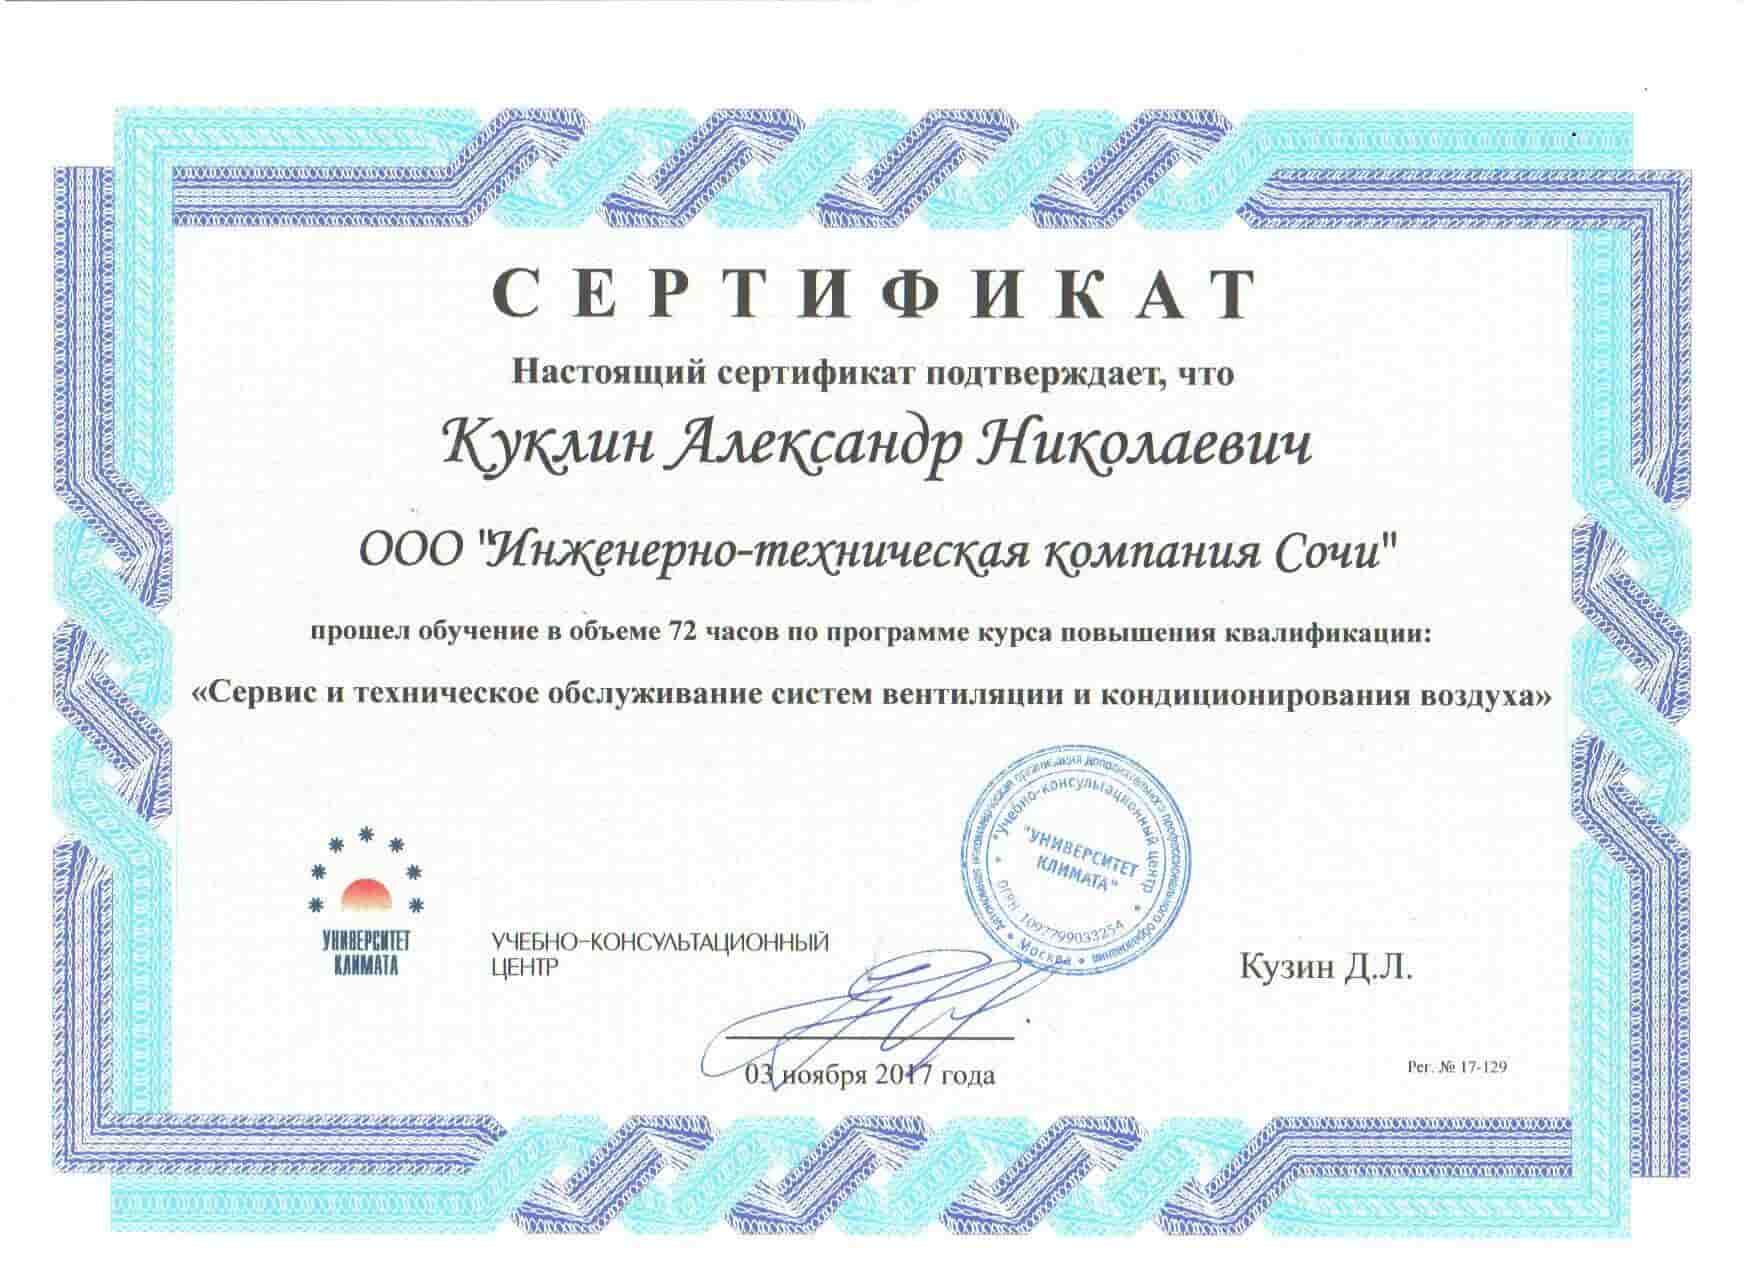 СЕРТИФИКАТ
Настоящий сертификат подтверждает, что
Куклин Александр Николаевич
ООО "Инженерно-техническая компания Сочи"
прошел обучение в объеме 72 часов по программе курса повышения квалификации:
«Сервис и техническое обслуживание систем вентиляции и кондиционирования воздуха»
Автономная некоммерческая организация дополнительного профессионального образования • Москва •
"Учебно-консультационный центр
"УНИВЕРСИТЕТ
КЛИМАТА"
ОГРН 1097799033254
УНИВЕРСИТЕТ
КЛИМАТА
УЧЕБНО-КОНСУЛЬТАЦИОННЫЙ
ЦЕНТР
Кузин Д.Л.
03 ноября 2017 года
Рег. № 17-129